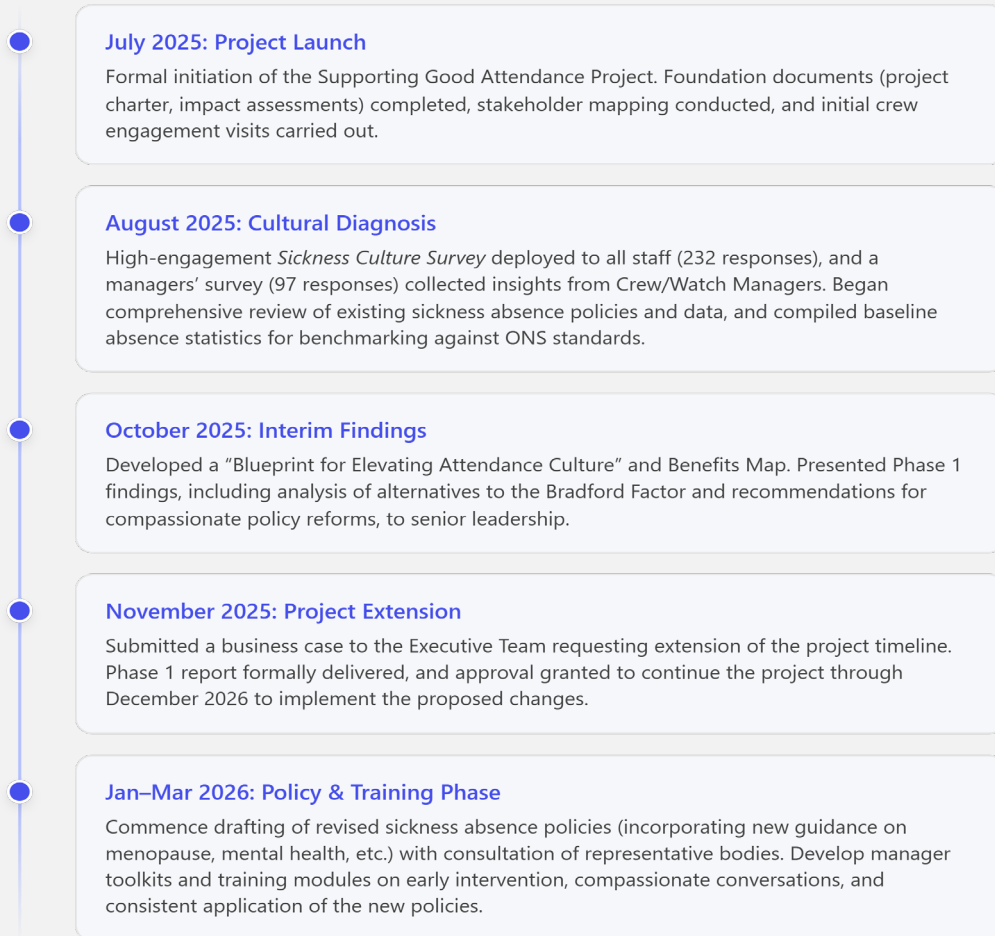 July 2025: Project Launch
Formal initiation of the Supporting Good Attendance Project. Foundation documents (project
charter, impact assessments) completed, stakeholder mapping conducted, and initial crew
engagement visits carried out.
August 2025: Cultural Diagnosis
High-engagement Sickness Culture Survey deployed to all staff (232 responses), and a
managers’ survey (97 responses) collected insights from Crew/Watch Managers. Began
comprehensive review of existing sickness absence policies and data, and compiled baseline
absence statistics for benchmarking against ONS standards.
October 2025: Interim Findings
Developed a “Blueprint for Elevating Attendance Culture” and Benefits Map. Presented Phase 1
findings, including analysis of alternatives to the Bradford Factor and recommendations for
compassionate policy reforms, to senior leadership.
November 2025: Project Extension
Submitted a business case to the Executive Team requesting extension of the project timeline.
Phase 1 report formally delivered, and approval granted to continue the project through
December 2026 to implement the proposed changes.
Jan–Mar 2026: Policy & Training Phase
Commence drafting of revised sickness absence policies (incorporating new guidance on
menopause, mental health, etc.) with consultation of representative bodies. Develop manager
toolkits and training modules on early intervention, compassionate conversations, and
consistent application of the new policies.